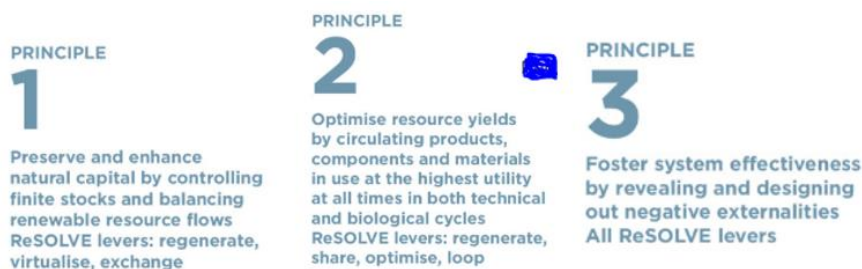 PRINCIPLE
1
Preserve and enhance
natural capital by controlling
finite stocks and balancing
renewable resource flows
ReSOLVE levers: regenerate,
virtualise, exchange
PRINCIPLE
2
Optimise resource yields
by circulating products,
components and materials
in use at the highest utility
at all times in both technical
and biological cycles
ReSOLVE levers: regenerate,
share, optimise, loop
PRINCIPLE
3
Foster system effectiveness
by revealing and designing
out negative externalities
All ReSOLVE levers